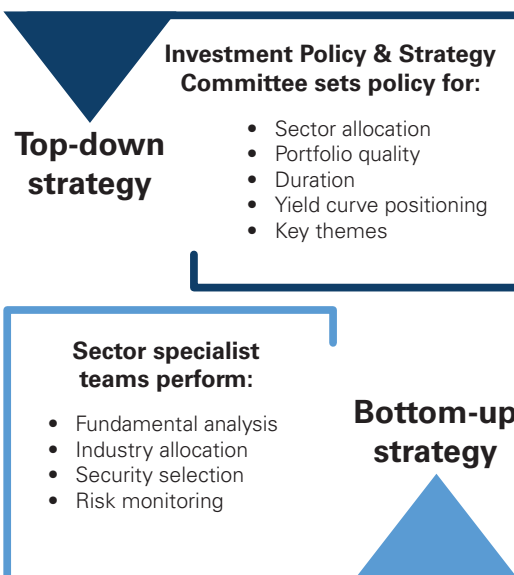 Investment Policy & Strategy
Committee sets policy for:
Top-down
strategy
• Sector allocation
• Portfolio quality
• Duration
• Yield curve positioning
• Key themes
Sector specialist
teams perform:
• Fundamental analysis
• Industry allocation
• Security selection
• Risk monitoring
Bottom-up
strategy